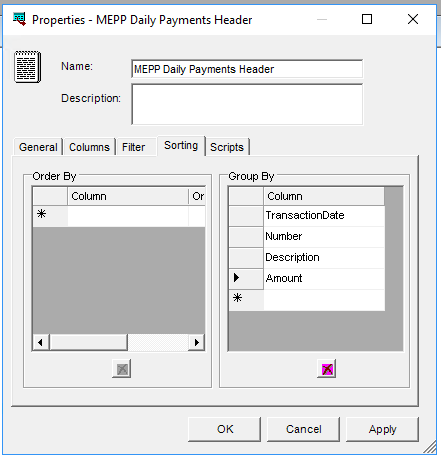 Properties - MEPP Daily Payments Header
Name:
MEPP Daily Payments Header
Description:
General
Columns
Filter
Sorting
Scripts
Order By
Group By
Column
Or
Column
TransactionDate
Number
Description
Amount
OK
Cancel
Apply